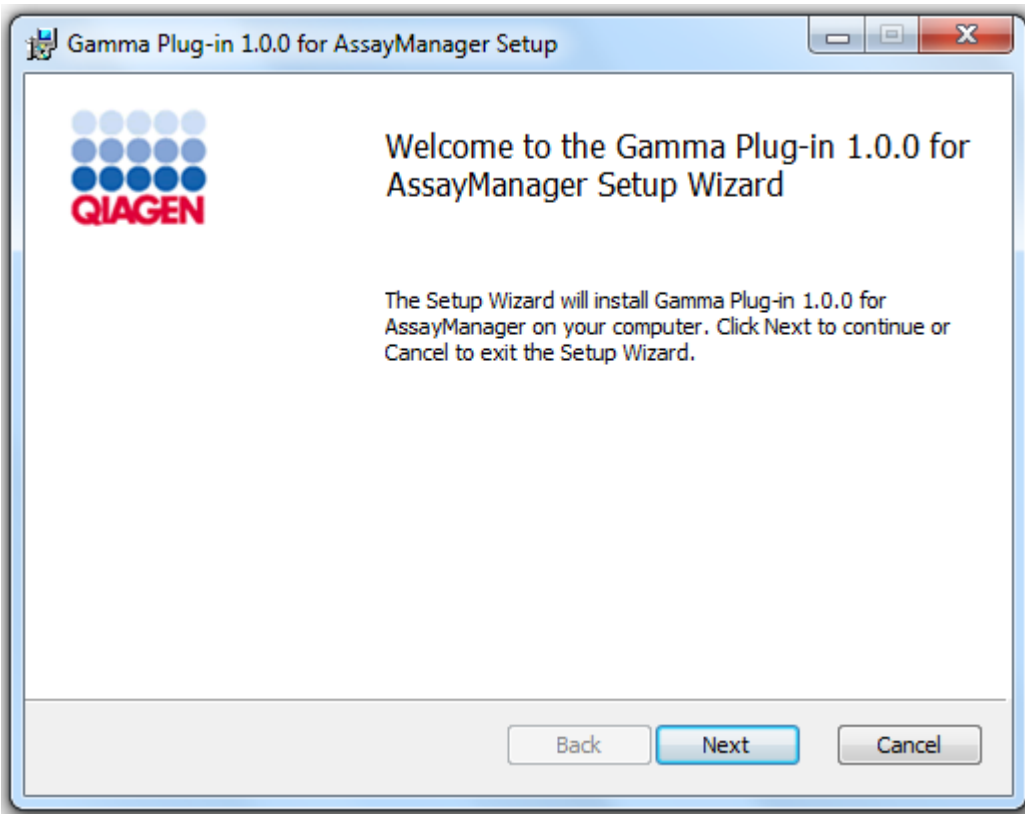 Gamma Plug-in 1.0.0 for AssayManager Setup
QIAGEN
Welcome to the Gamma Plug-in 1.0.0 for
AssayManager Setup Wizard
The Setup Wizard will install Gamma Plug-in 1.0.0 for
AssayManager on your computer. Click Next to continue or
Cancel to exit the Setup Wizard.
Back
Next
Cancel